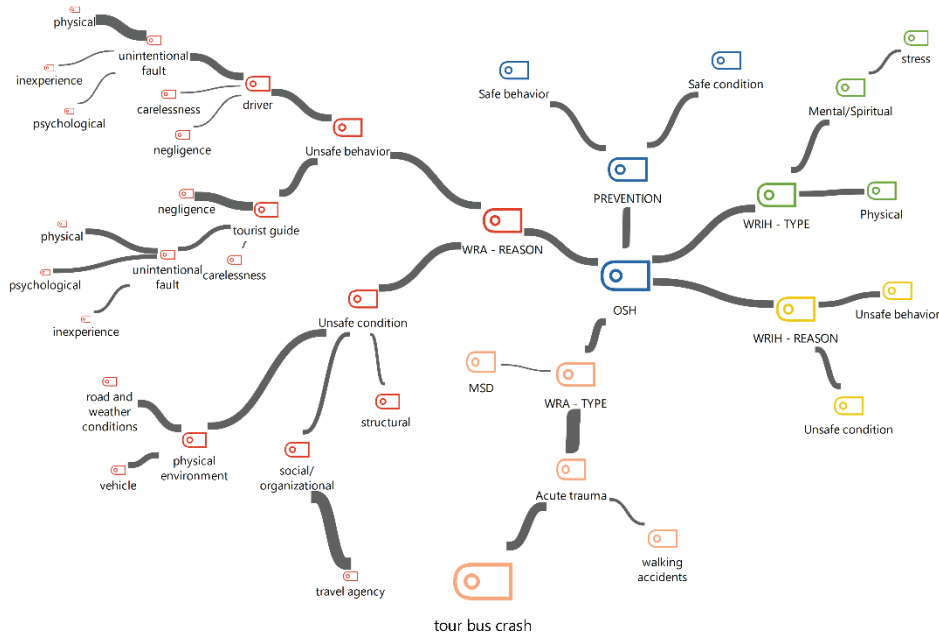 physical
unintentional
fault
inexperience
psychological
carelessness
driver
negligence
Unsafe behavior
negligence
tourist guide
physical
unintentional
fault
carelessness
psychological
inexperience
WRA - REASON
Unsafe condition
road and
weather
conditions
physical
environment
vehicle
social/
organizational
structural
travel agency
Safe behavior
Safe condition
PREVENTION
OSH
stress
Mental/Spiritual
WRIH - TYPE
Physical
Unsafe behavior
WRIH - REASON
Unsafe condition
MSD
WRA - TYPE
Acute trauma
walking
accidents
tour bus crash